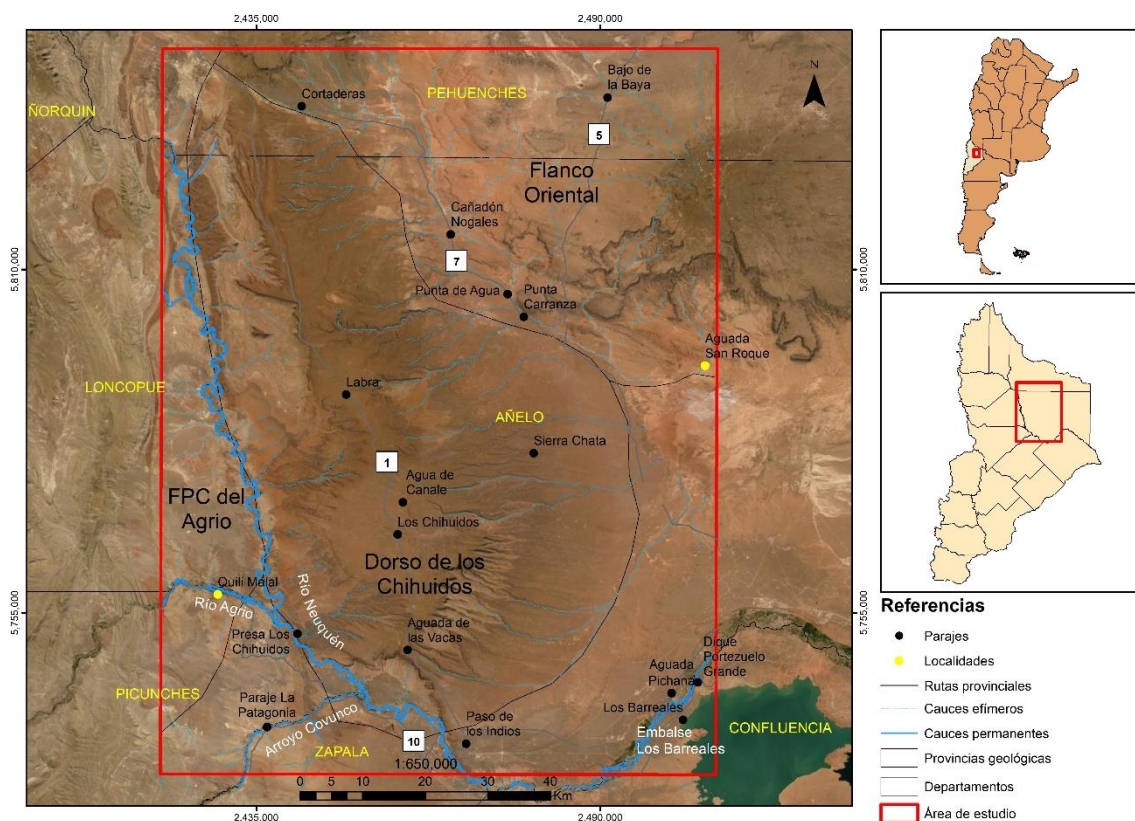 2,435,000
2,490,000
N
Bajo de
la Baya
PEHUENCHES
Cortaderas
ÑORQUIN
5
Flanco
Oriental
Cañadón
Nogales
7
5,810,000
5,810,000
Punta de Agua
Punta
Carranza
Aguada
San Roque
LONCOPUE
Labra
AÑELO
Sierra Chata
1
Agua de
Canale
FPC del
Agrio
Los Chihuidos
Dorso de los
Chihuidos
Quili Malal
Río Agrio
Río Neuquén
5,755,000
5,755,000
Presa Los
Chihuidos
Aguada de
las Vacas
Dique
Portezuelo
Grande
Aguada
Pichana
PICUNCHES
Paraje La
Patagonia
Arroyo Covunco
Los Barreales
CONFLUENCIA
Paso de
los Indios
Embalse
Los Barreales
ZAPALA
10
1:650,000
0 10 20 30 40
Km
2,435,000
2,490,000
Referencias
Parajes
Localidades
Rutas provinciales
Cauces efímeros
Cauces permanentes
Provincias geológicas
Departamentos
Área de estudio